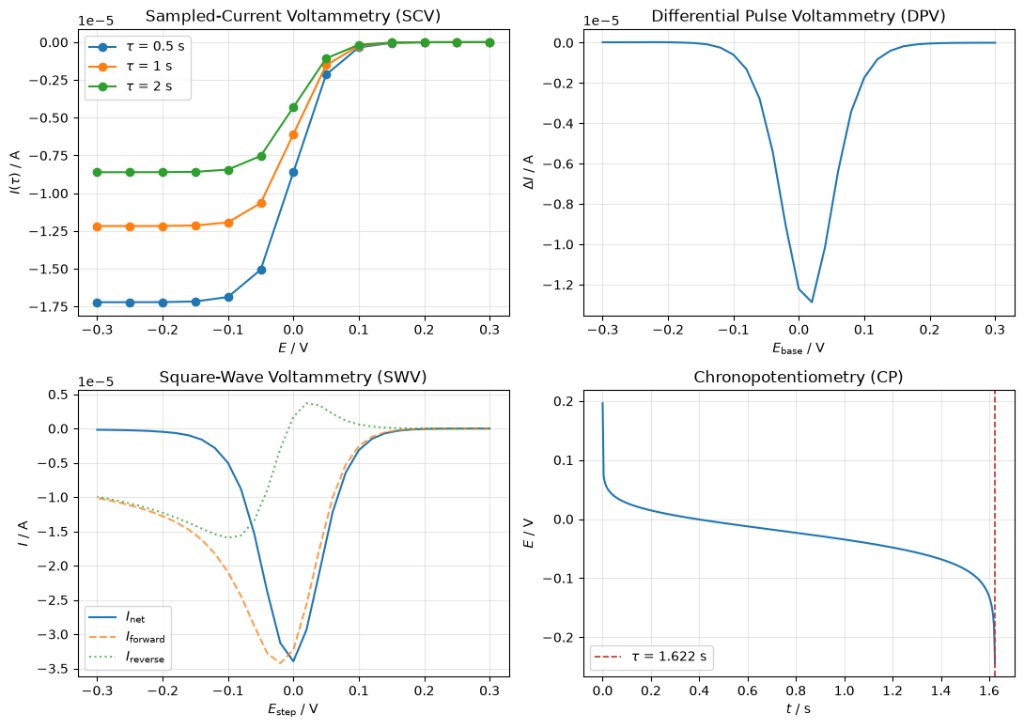 Sampled-Current Voltammetry (SCV)
1e−5
0.00
−0.25
−0.50
−0.75
−1.00
−1.25
−1.50
−1.75
I(τ) / A
τ = 0.5 s
τ = 1 s
τ = 2 s
−0.3 −0.2 −0.1 0.0 0.1 0.2 0.3
E / V
Differential Pulse Voltammetry (DPV)
1e−5
0.0
−0.2
−0.4
−0.6
−0.8
−1.0
−1.2
ΔI / A
−0.3 −0.2 −0.1 0.0 0.1 0.2 0.3
E_base / V
Square-Wave Voltammetry (SWV)
1e−5
0.5
0.0
−0.5
−1.0
−1.5
−2.0
−2.5
−3.0
−3.5
I / A
I_net
I_forward
I_reverse
−0.3 −0.2 −0.1 0.0 0.1 0.2 0.3
E_step / V
Chronopotentiometry (CP)
0.2
0.1
0.0
−0.1
−0.2
E / V
τ = 1.622 s
0.0 0.2 0.4 0.6 0.8 1.0 1.2 1.4 1.6
t / s